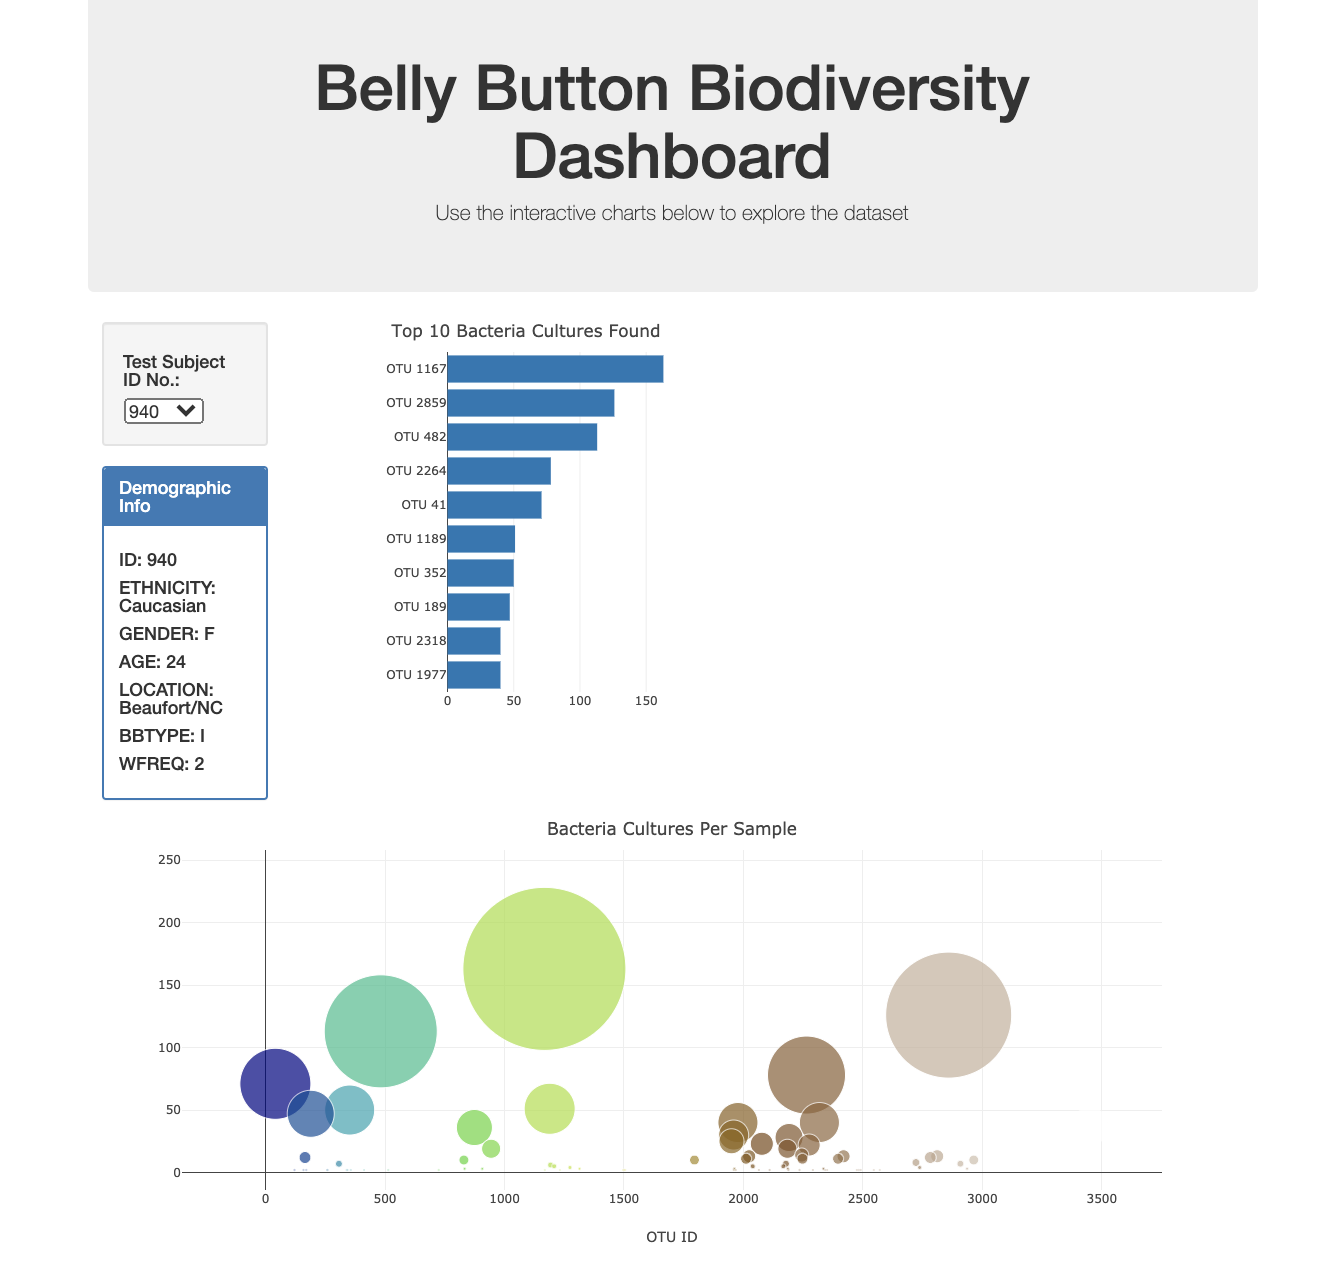 Belly Button Biodiversity
Dashboard
Use the interactive charts below to explore the dataset
Test Subject
ID No.:
940
Demographic
Info
ID: 940
ETHNICITY:
Caucasian
GENDER: F
AGE: 24
LOCATION:
Beaufort/NC
BBTYPE: I
WFREQ: 2
Top 10 Bacteria Cultures Found
OTU 1167
OTU 2859
OTU 482
OTU 2264
OTU 41
OTU 1189
OTU 352
OTU 189
OTU 2318
OTU 1977
0 50 100 150
Bacteria Cultures Per Sample
250
200
150
100
50
0
0 500 1000 1500 2000 2500 3000 3500
OTU ID